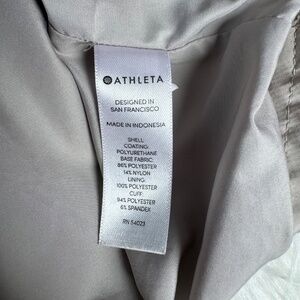 ATHLETA
DESIGNED IN
SAN FRANCISCO
MADE IN INDONESIA
SHELL
COATING:
POLYURETHANE
BASE FABRIC:
86% POLYESTER
14% NYLON
LINING:
100% POLYESTER
CUFF:
94% POLYESTER
6% SPANDEX
RN 54023